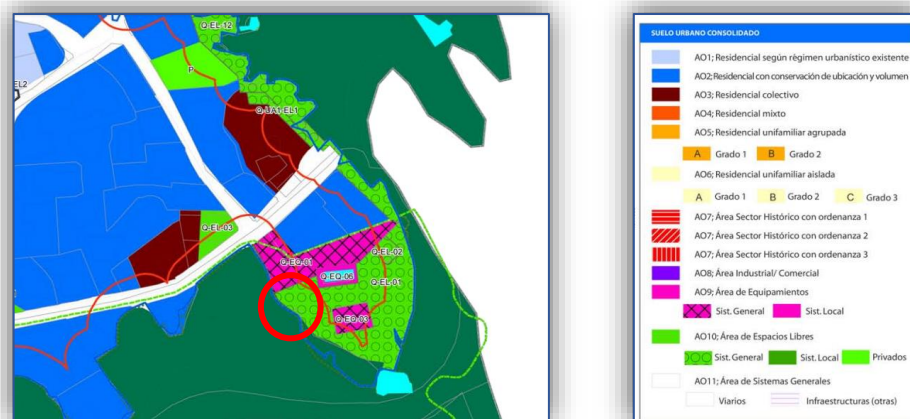 Q-EL-12
P
EL2
Q-UA1-EL1
Q-EL-03
Q-EQ-01
Q-EL-02
Q-EQ-06
Q-EL-01
Q-EQ-03
SUELO URBANO CONSOLIDADO
AO1; Residencial según règimen urbanístico existente
AO2;Residencial con conservación de ubicación y volumen
AO3; Residencial colectivo
AO4; Residencial mixto
AO5; Residencial unifamiliar agrupada
A Grado 1 B Grado 2
AO6; Residencial unifamiliar aislada
A Grado 1 B Grado 2 C Grado 3
AO7; Área Sector Histórico con ordenanza 1
AO7; Área Sector Histórico con ordenanza 2
AO7; Área Sector Histórico con ordenanza 3
AO8; Área Industrial/ Comercial
AO9; Área de Equipamientos
Sist. General Sist. Local
AO10; Área de Espacios Libres
Sist. General Sist. Local Privados
AO11; Área de Sistemas Generales
Viarios Infraestructuras (otras)